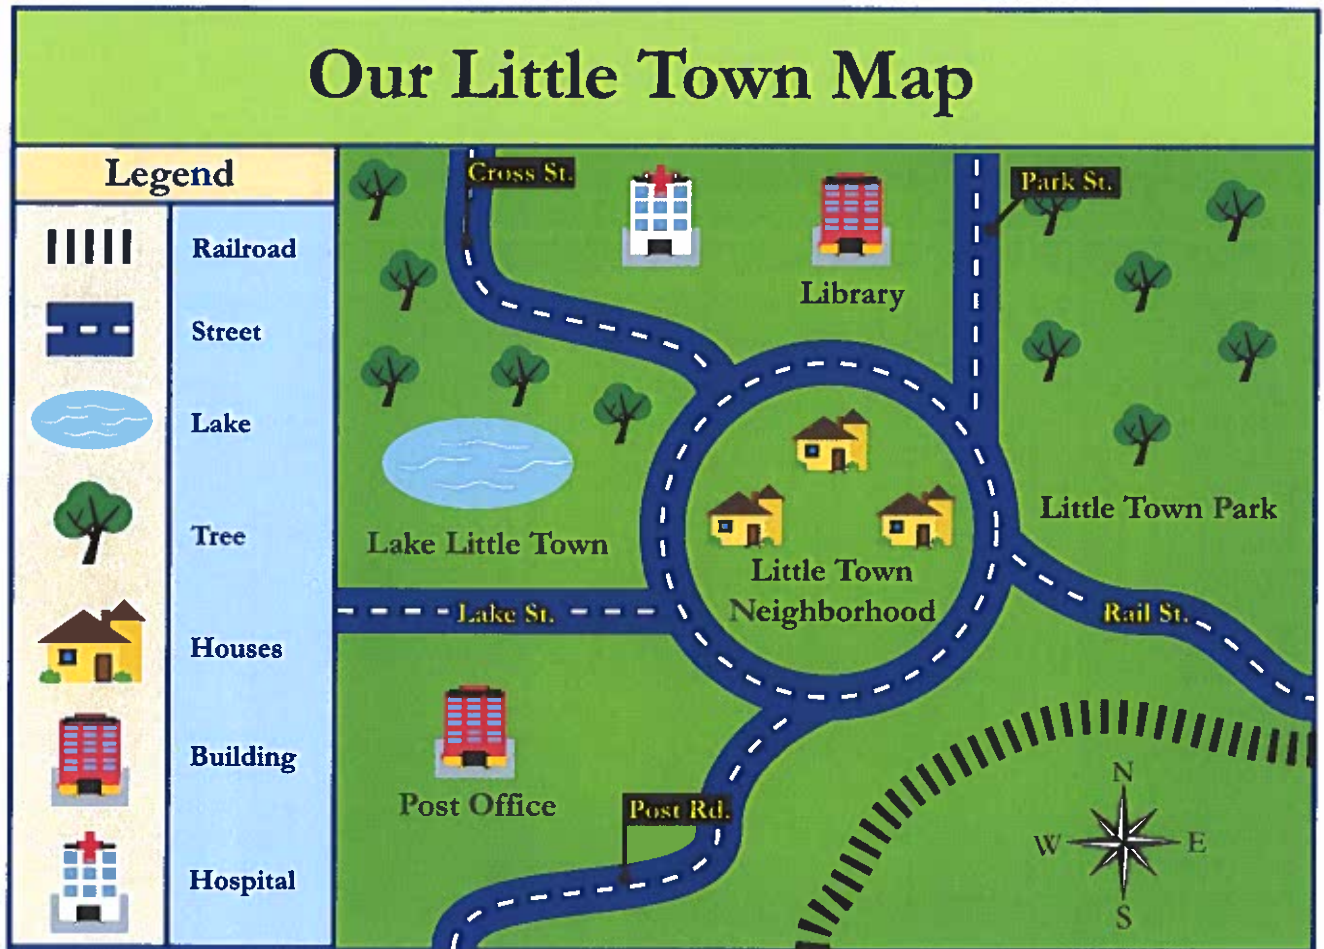 Our Little Town Map
Legend
Railroad
Street
Lake
Tree
Houses
Building
Hospital
Cross St.
Park St.
Library
Little Town Park
Lake Little Town
Little Town
Neighborhood
Lake St.
Rail St.
Post Office
Post Rd.
N
W
E
S